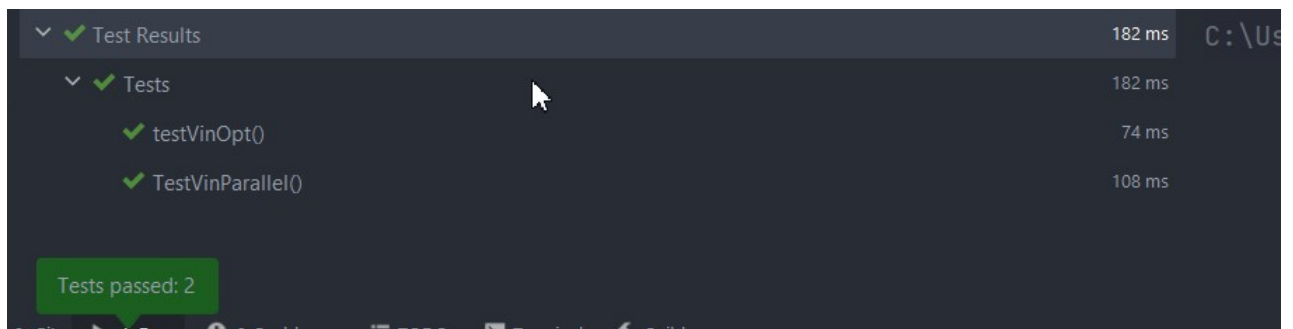 Test Results 182 ms C:\Us
Tests 182 ms
testVinOpt() 74 ms
TestVinParallel() 108 ms
Tests passed: 2